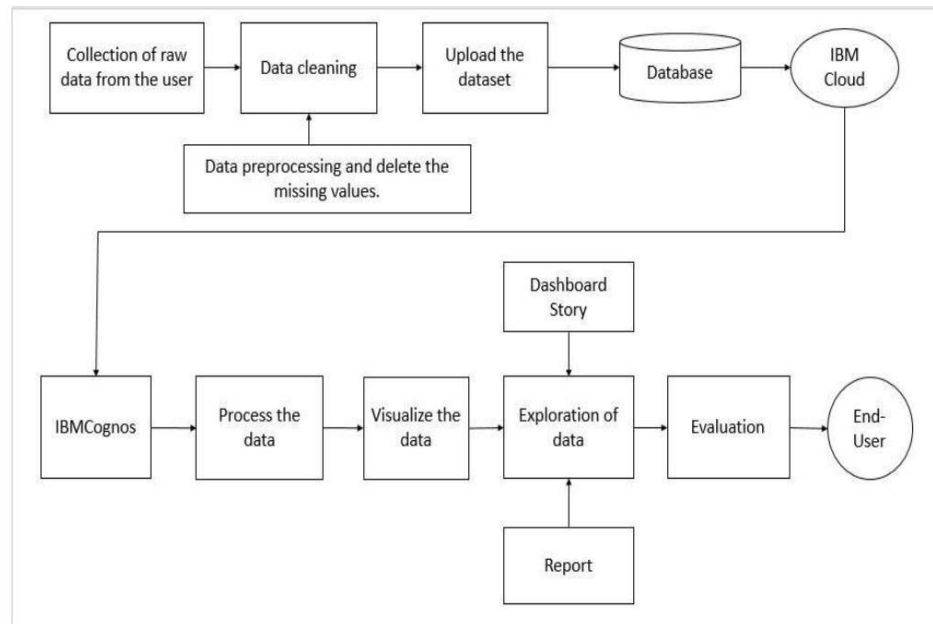 Collection of raw
data from the user
Data cleaning
Upload the
dataset
Database
IBM
Cloud
Data preprocessing and delete the
missing values.
Dashboard
Story
IBMCognos
Process the
data
Visualize the
data
Exploration of
data
Evaluation
End-
User
Report